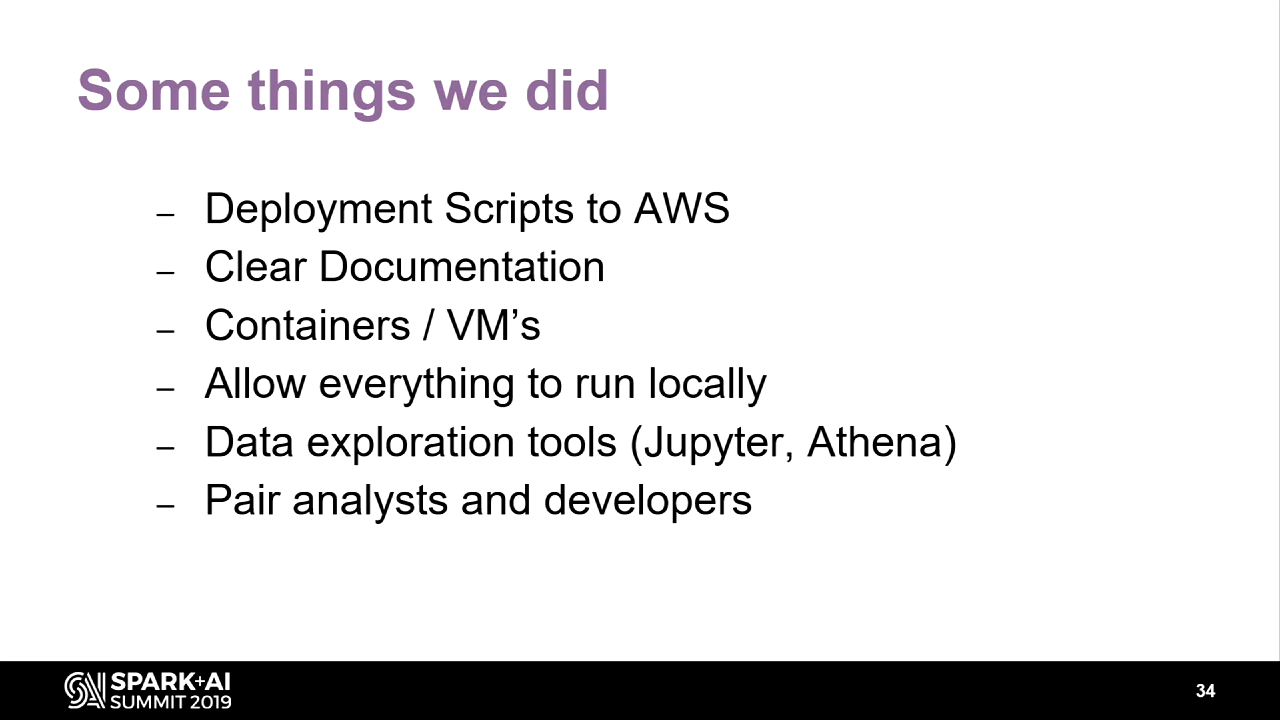 Some things we did
– Deployment Scripts to AWS
– Clear Documentation
– Containers / VM’s
– Allow everything to run locally
– Data exploration tools (Jupyter, Athena)
– Pair analysts and developers
SPARK+AI
SUMMIT 2019
34